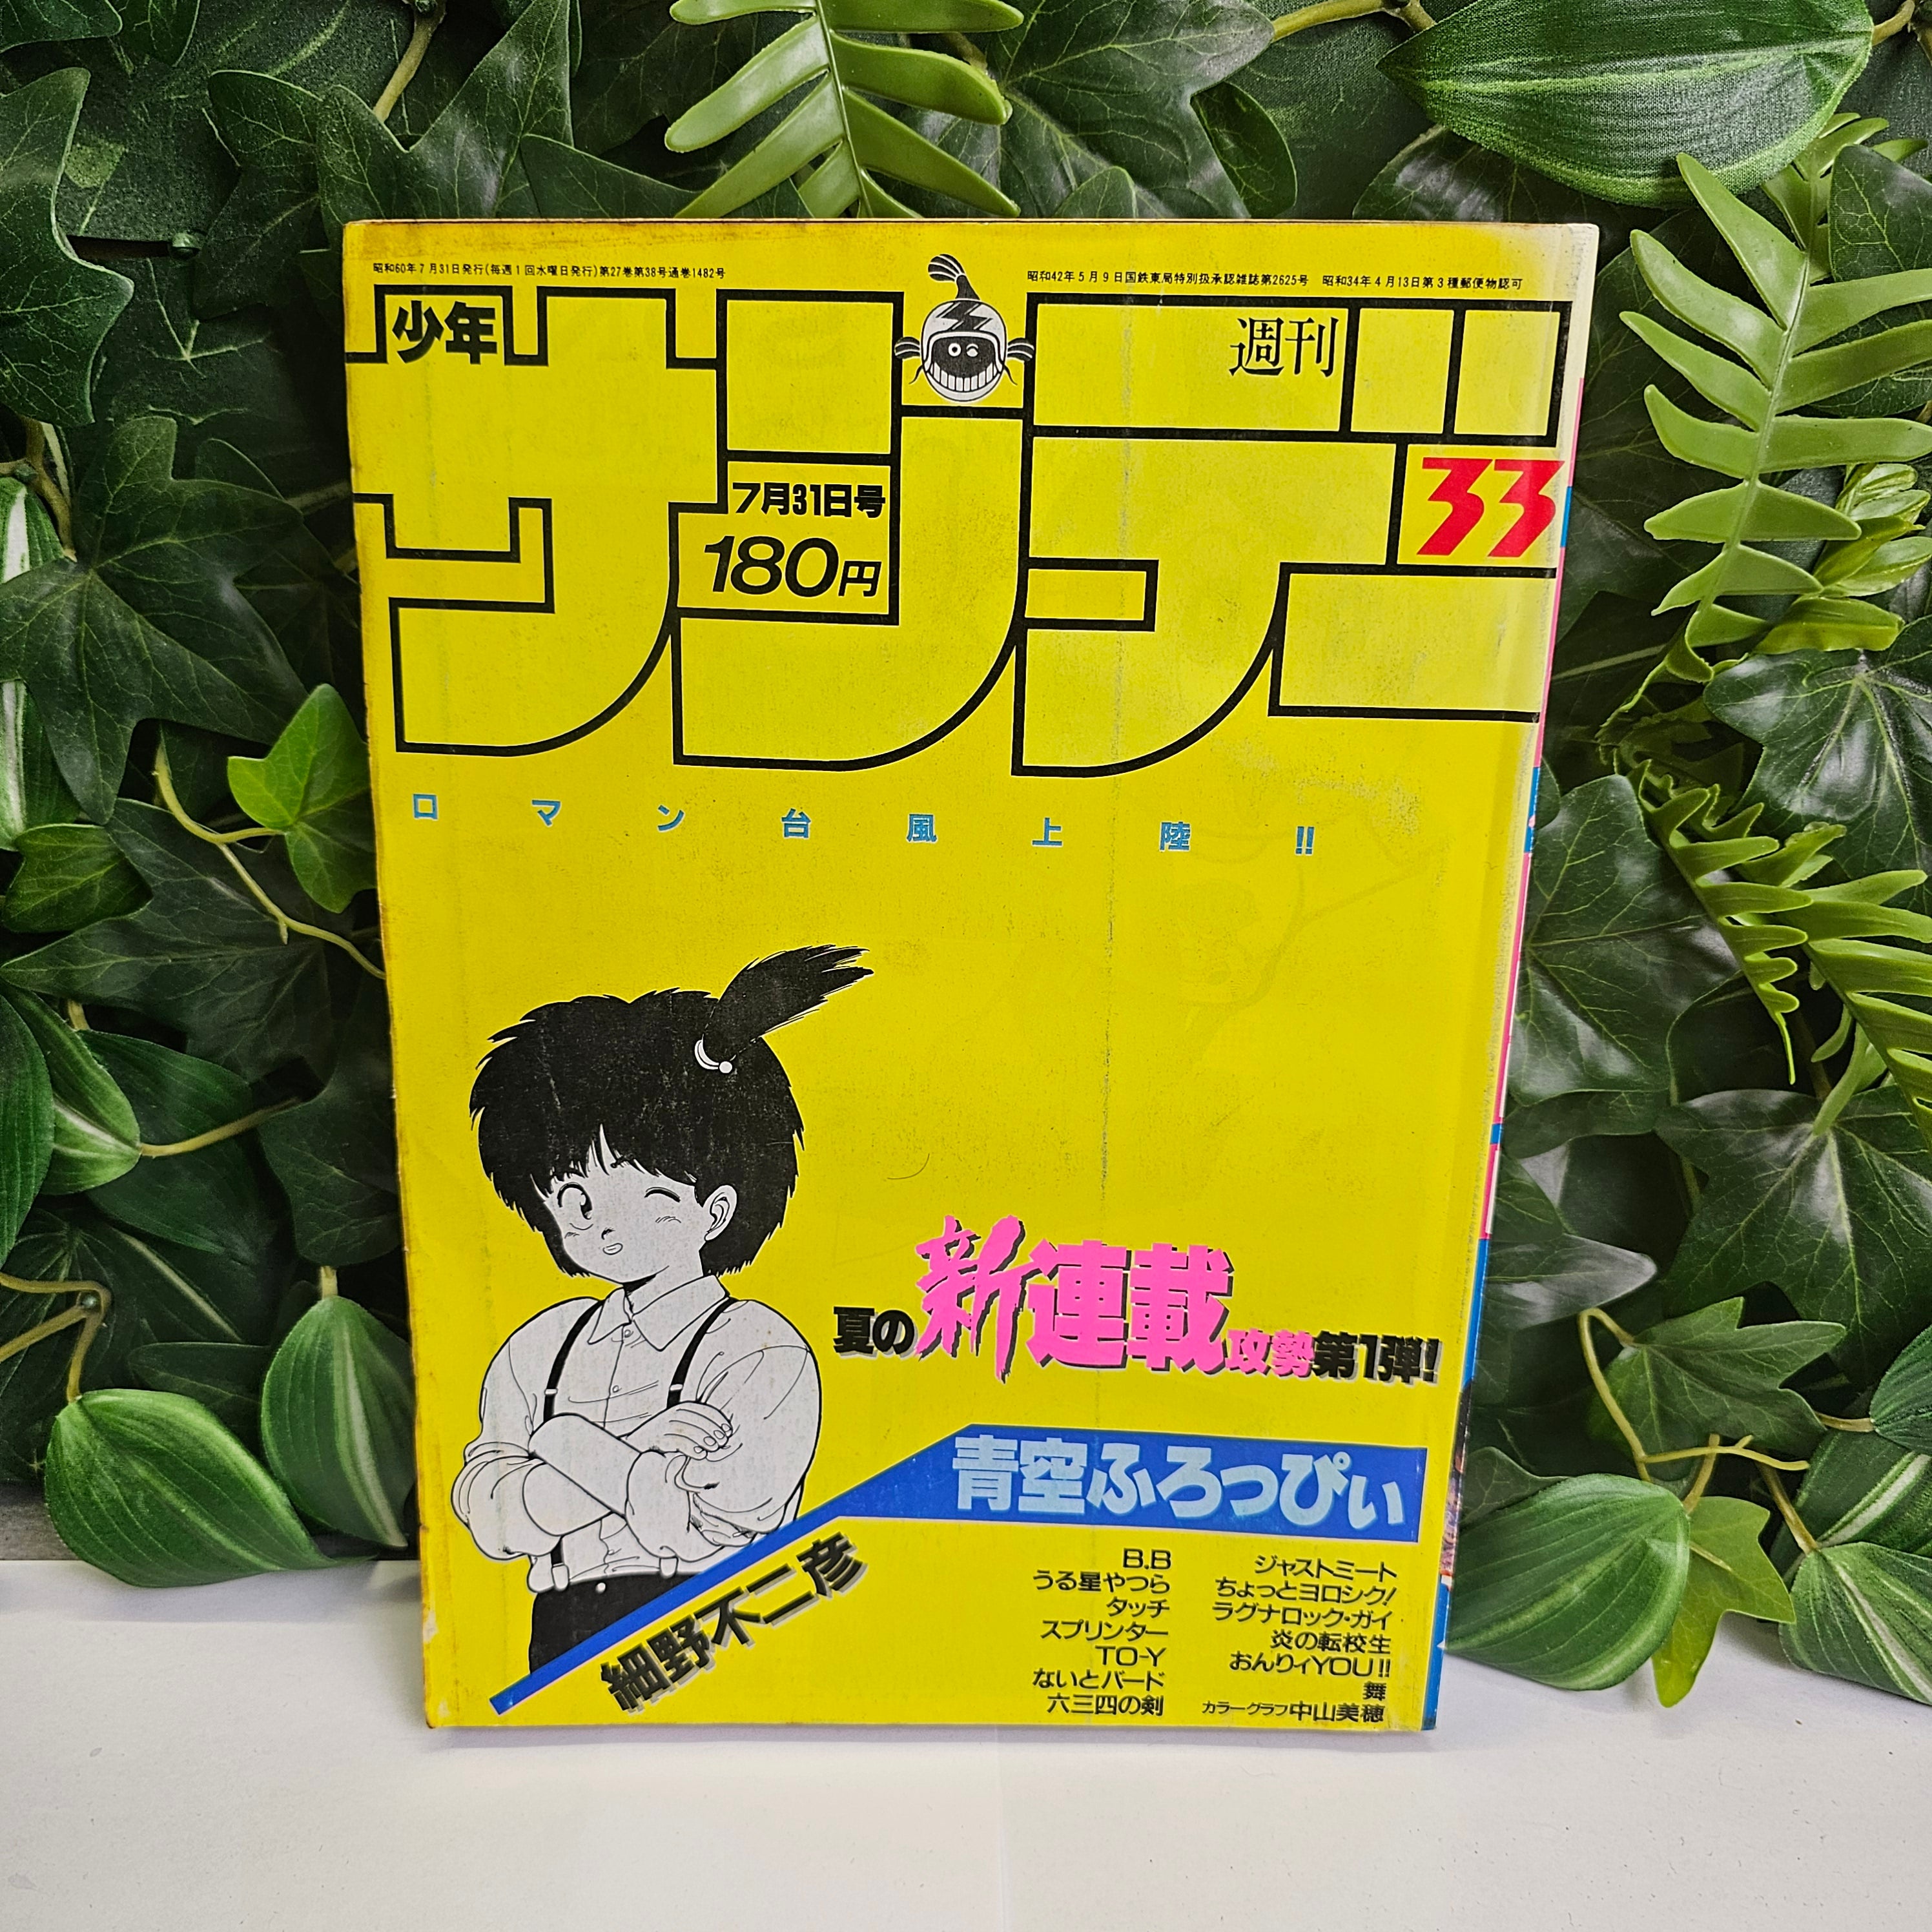 昭和60年7月31日発行(毎週1回水曜日発行)第27巻第38号通巻1482号
昭和42年5月9日国鉄東局特別扱承認雑誌第2625号 昭和34年4月13日第3種郵便物認可
少年
サンデー
週刊
33
7月31日号
180円
ロマン台風上陸!!
夏の新連載攻勢第1弾!
青空ふろっぴぃ
細野不二彦
B.B
うる星やつら
タッチ
スプリンター
TO-Y
ないとバード
六三四の剣
ジャストミート
ちょっとヨロシク!
ラグナロック・ガイ
炎の転校生
おんりィYOU!!
舞
カラーグラフ中山美穂